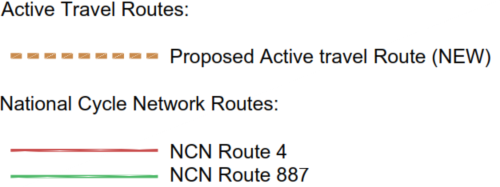 Active Travel Routes:
Proposed Active travel Route (NEW)
National Cycle Network Routes:
NCN Route 4
NCN Route 887